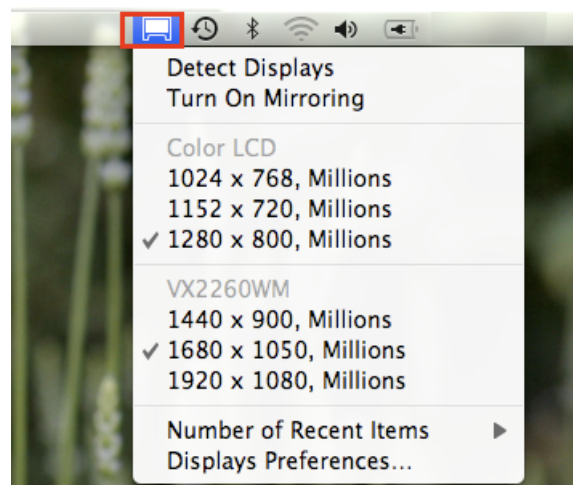 Detect Displays
Turn On Mirroring
Color LCD
1024 x 768, Millions
1152 x 720, Millions
1280 x 800, Millions
VX2260WM
1440 x 900, Millions
1680 x 1050, Millions
1920 x 1080, Millions
Number of Recent Items
Displays Preferences...